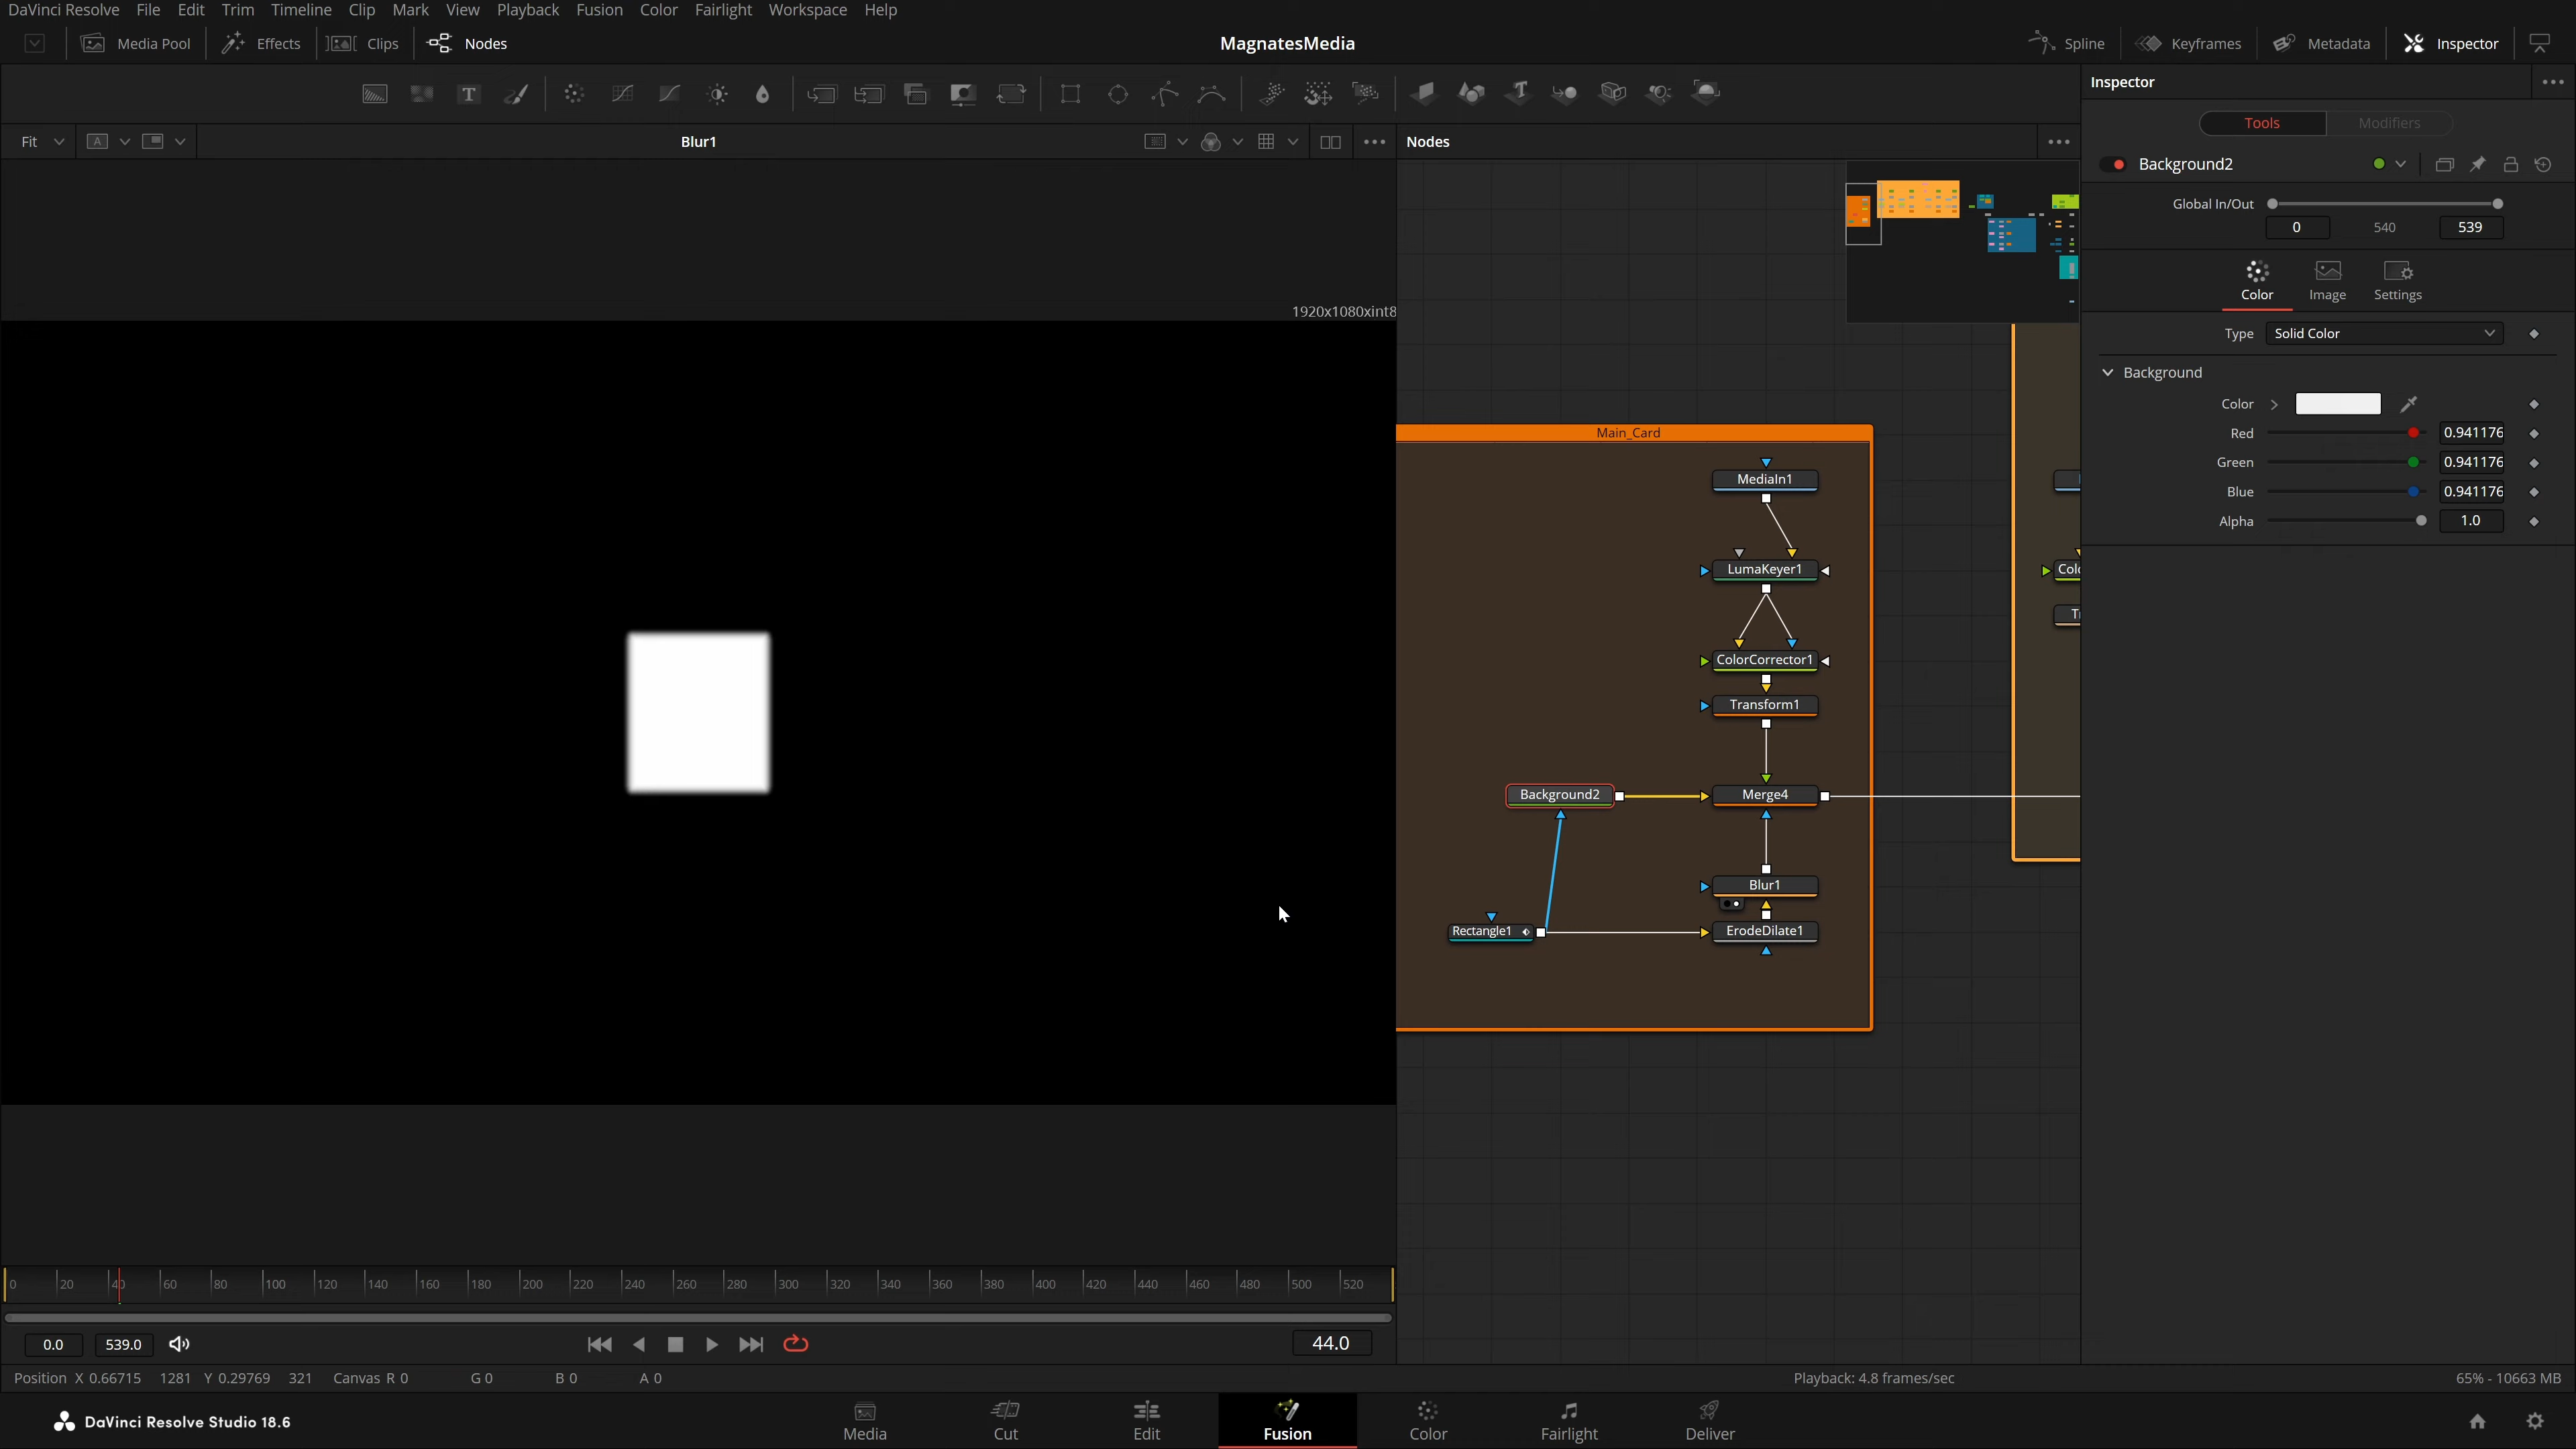 DaVinci Resolve File Edit Trim Timeline Clip Mark View Playback Fusion Color Fairlight Workspace Help
Media Pool Effects Clips Nodes MagnatesMedia Spline Keyframes Metadata Inspector
Inspector
Tools Modifiers
Fit A Blur1 Nodes
Background2
Global In/Out
0 540 539
Color Image Settings
1920x1080xint8
Type Solid Color
Background
Color
Red 0.941176
Green 0.941176
Blue 0.941176
Alpha 1.0
Main_Card
MediaIn1
LumaKeyer1
ColorCorrector1
Transform1
Background2 Merge4
Blur1
Rectangle1 ErodeDilate1
0 20 40 60 80 100 120 140 160 180 200 220 240 260 280 300 320 340 360 380 400 420 440 460 480 500 520
0.0 539.0 44.0
Position X 0.66715 1281 Y 0.29769 321 Canvas R 0 G 0 B 0 A 0 Playback: 4.8 frames/sec 65% - 10663 MB
DaVinci Resolve Studio 18.6 Media Cut Edit Fusion Color Fairlight Deliver